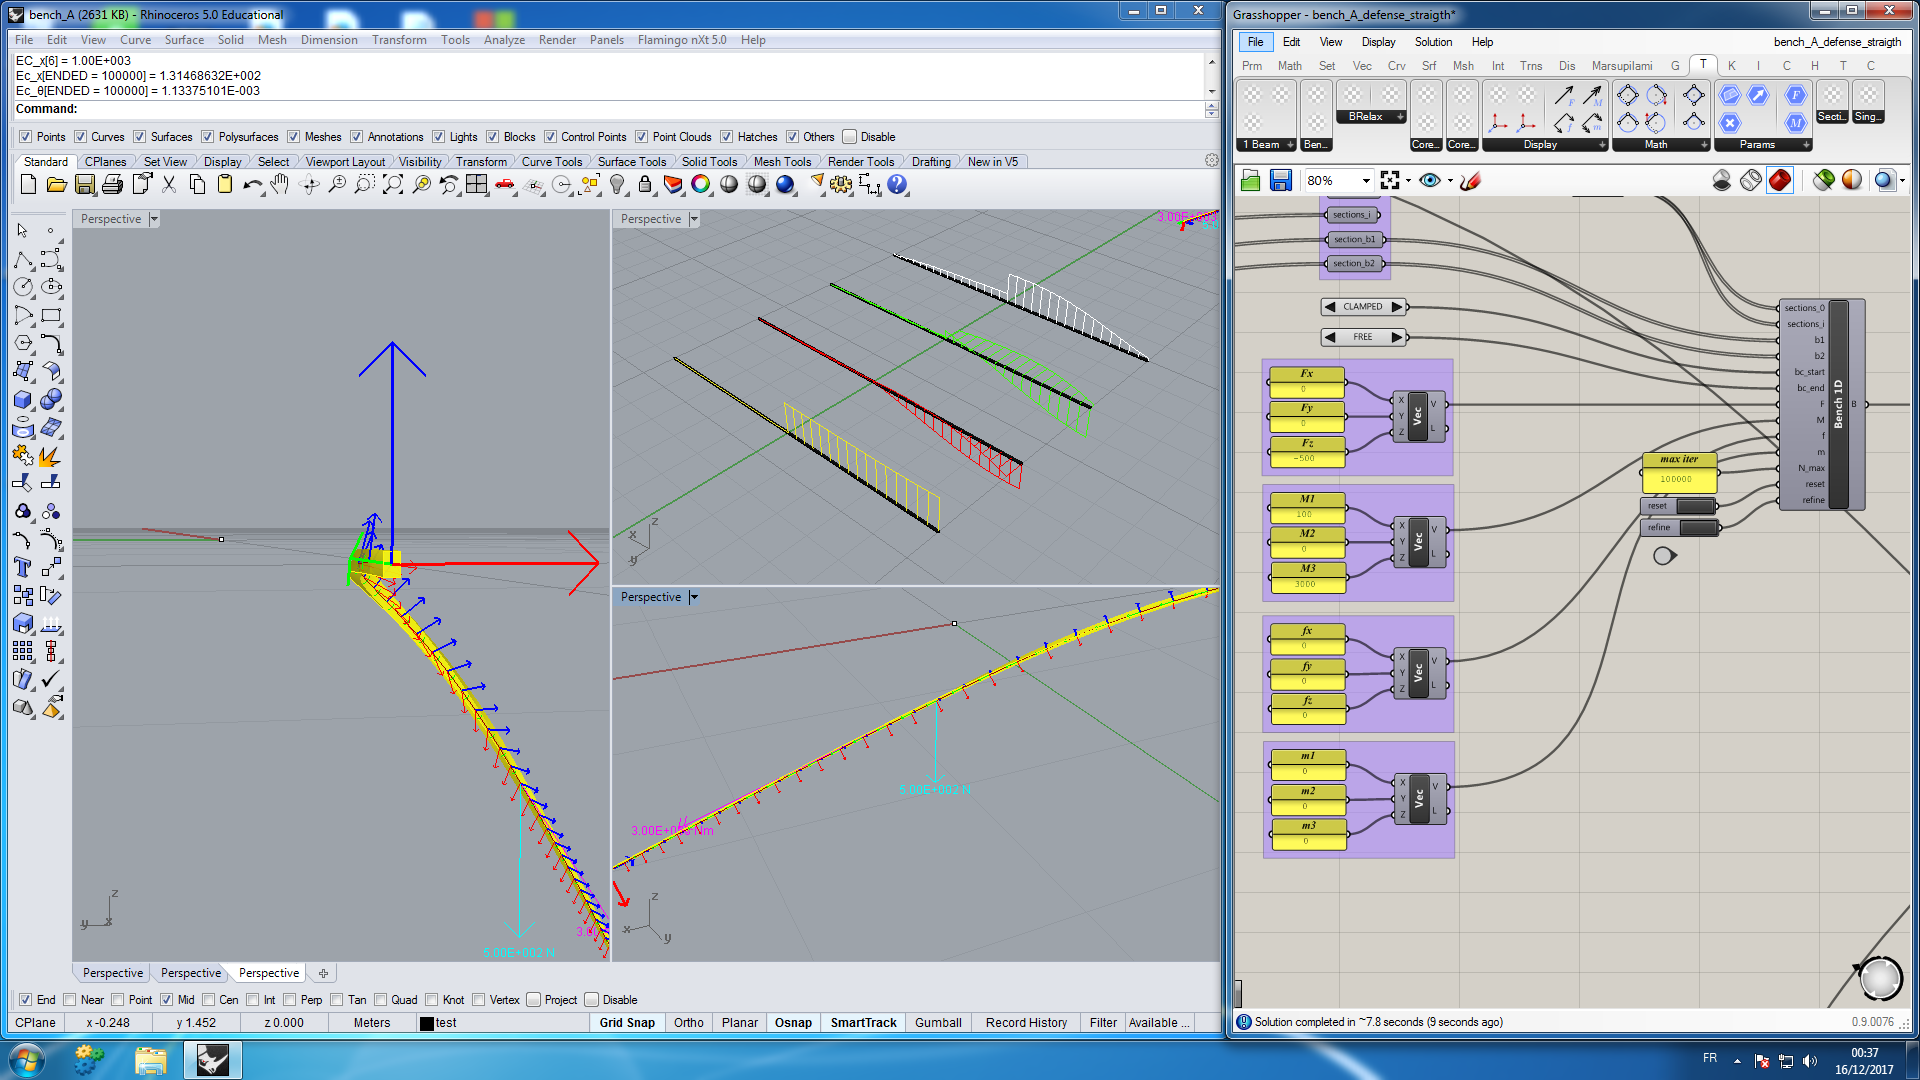 bench_A (2631 KB) - Rhinoceros 5.0 Educational
File Edit View Curve Surface Solid Mesh Dimension Transform Tools Analyze Render Panels Flamingo nXt 5.0 Help
EC_x[6] = 1.00E+003
Ec_x[ENDED = 100000] = 1.31468632E+002
Ec_θ[ENDED = 100000] = 1.13375101E-003
Command:
Points Curves Surfaces Polysurfaces Meshes Annotations Lights Blocks Control Points Point Clouds Hatches Others Disable
Standard CPlanes Set View Display Select Viewport Layout Visibility Transform Curve Tools Surface Tools Solid Tools Mesh Tools Render Tools Drafting New in V5
Perspective
5.00E+002 N
z
y
x
Perspective
z
x
y
Perspective
5.00E+002 N
z
x
y
Perspective Perspective Perspective
End Near Point Mid Cen Int Perp Tan Quad Knot Vertex Project Disable
CPlane x -0.248 y 1.452 z 0.000 Meters test Grid Snap Ortho Planar Osnap SmartTrack Gumball Record History Filter Available ...
Grasshopper - bench_A_defense_straigth*
File Edit View Display Solution Help bench_A_defense_straigth
Prm Math Set Vec Crv Srf Msh Int Trns Dis Marsupilami G T K I C H T C
1 Beam Ben... BRelax Core... Core... Display Math Params Secti... Sing...
80%
sections_i
section_b1
section_b2
CLAMPED
FREE
Fx
0
Fy
0
Fz
-500
X
Y
Z
Vec
V
L
M1
100
M2
0
M3
3000
X
Y
Z
Vec
V
L
fx
0
fy
0
fz
0
X
Y
Z
Vec
V
L
m1
0
m2
0
m3
0
X
Y
Z
Vec
V
L
max iter
100000
reset
refine
sections_0
sections_i
b1
b2
bc_start
bc_end
F
M
f
m
N_max
reset
refine
Bench 1D
B
Solution completed in ~7.8 seconds (9 seconds ago)
0.9.0076
FR
00:37
16/12/2017